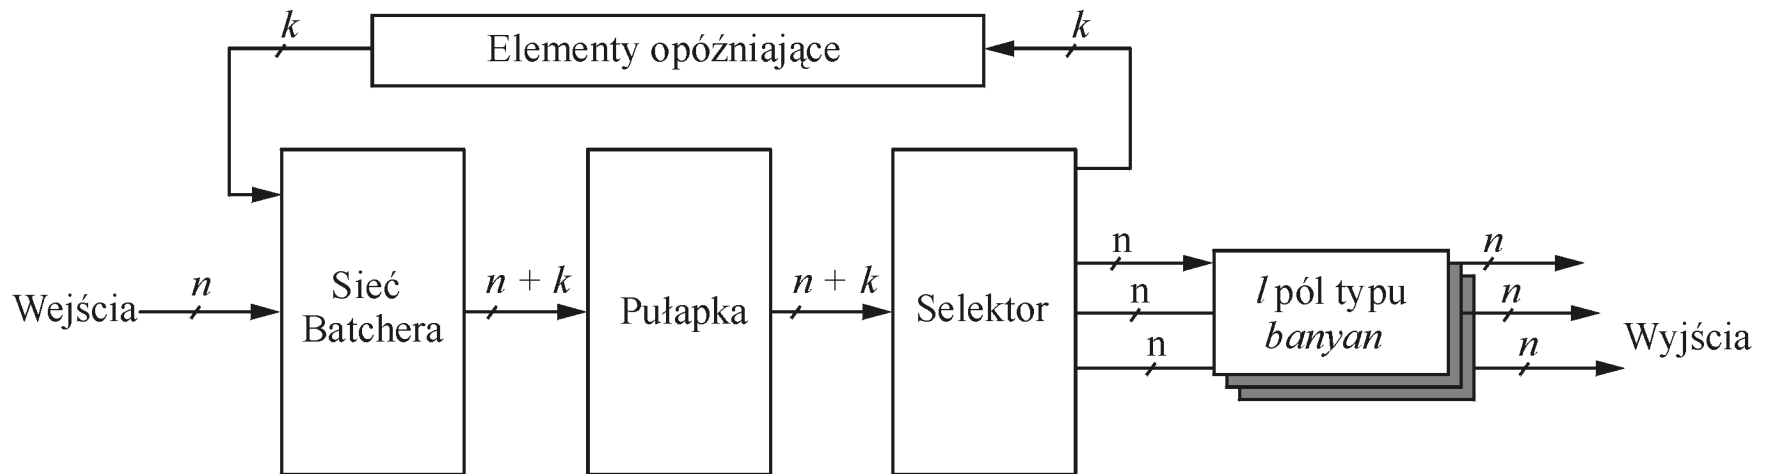 k
Elementy opóźniające
k
Wejścia
n
Sieć
Batchera
n + k
Pułapka
n + k
Selektor
n
n
n
l pól typu
banyan
n
n
n
Wyjścia